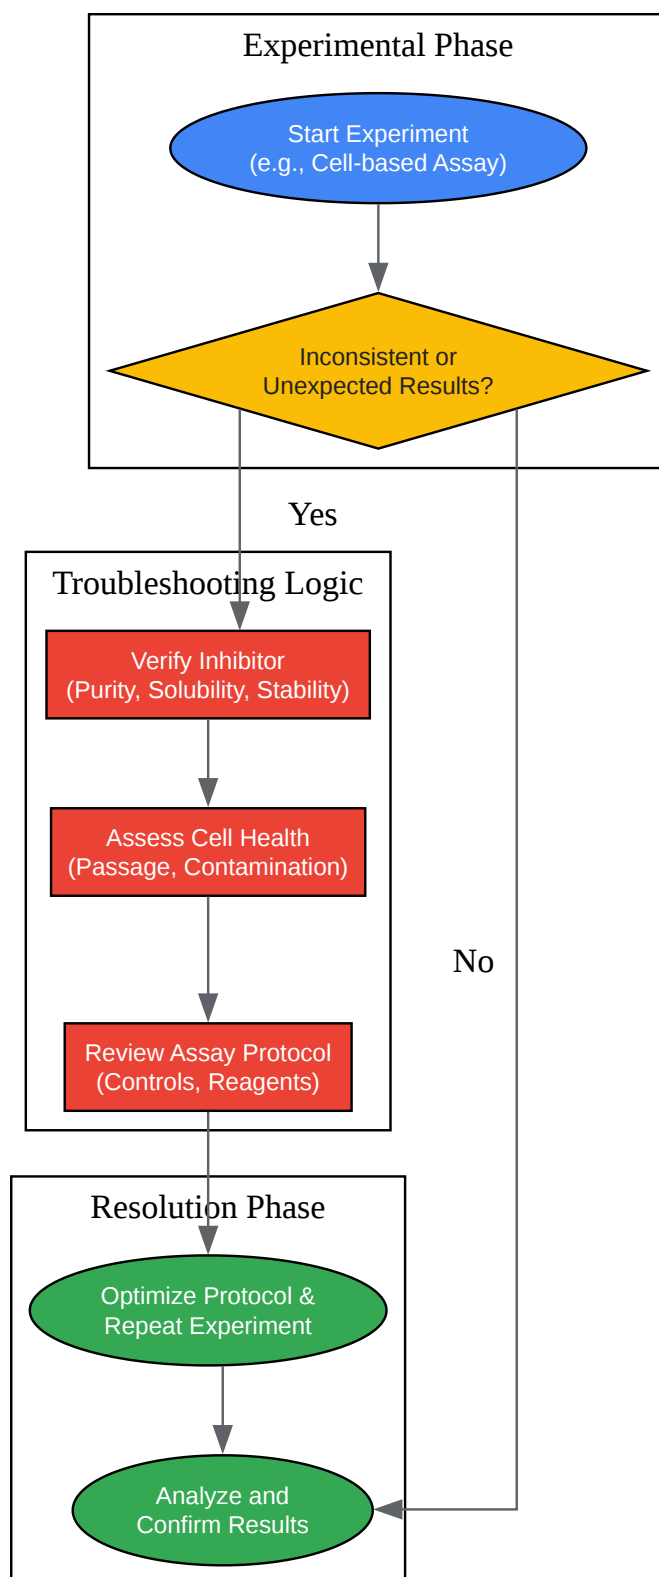 Experimental Phase
Start Experiment
(e.g., Cell-based Assay)
Inconsistent or
Unexpected Results?
Yes
Troubleshooting Logic
Verify Inhibitor
(Purity, Solubility, Stability)
Assess Cell Health
(Passage, Contamination)
No
Review Assay Protocol
(Controls, Reagents)
Resolution Phase
Optimize Protocol &
Repeat Experiment
Analyze and
Confirm Results